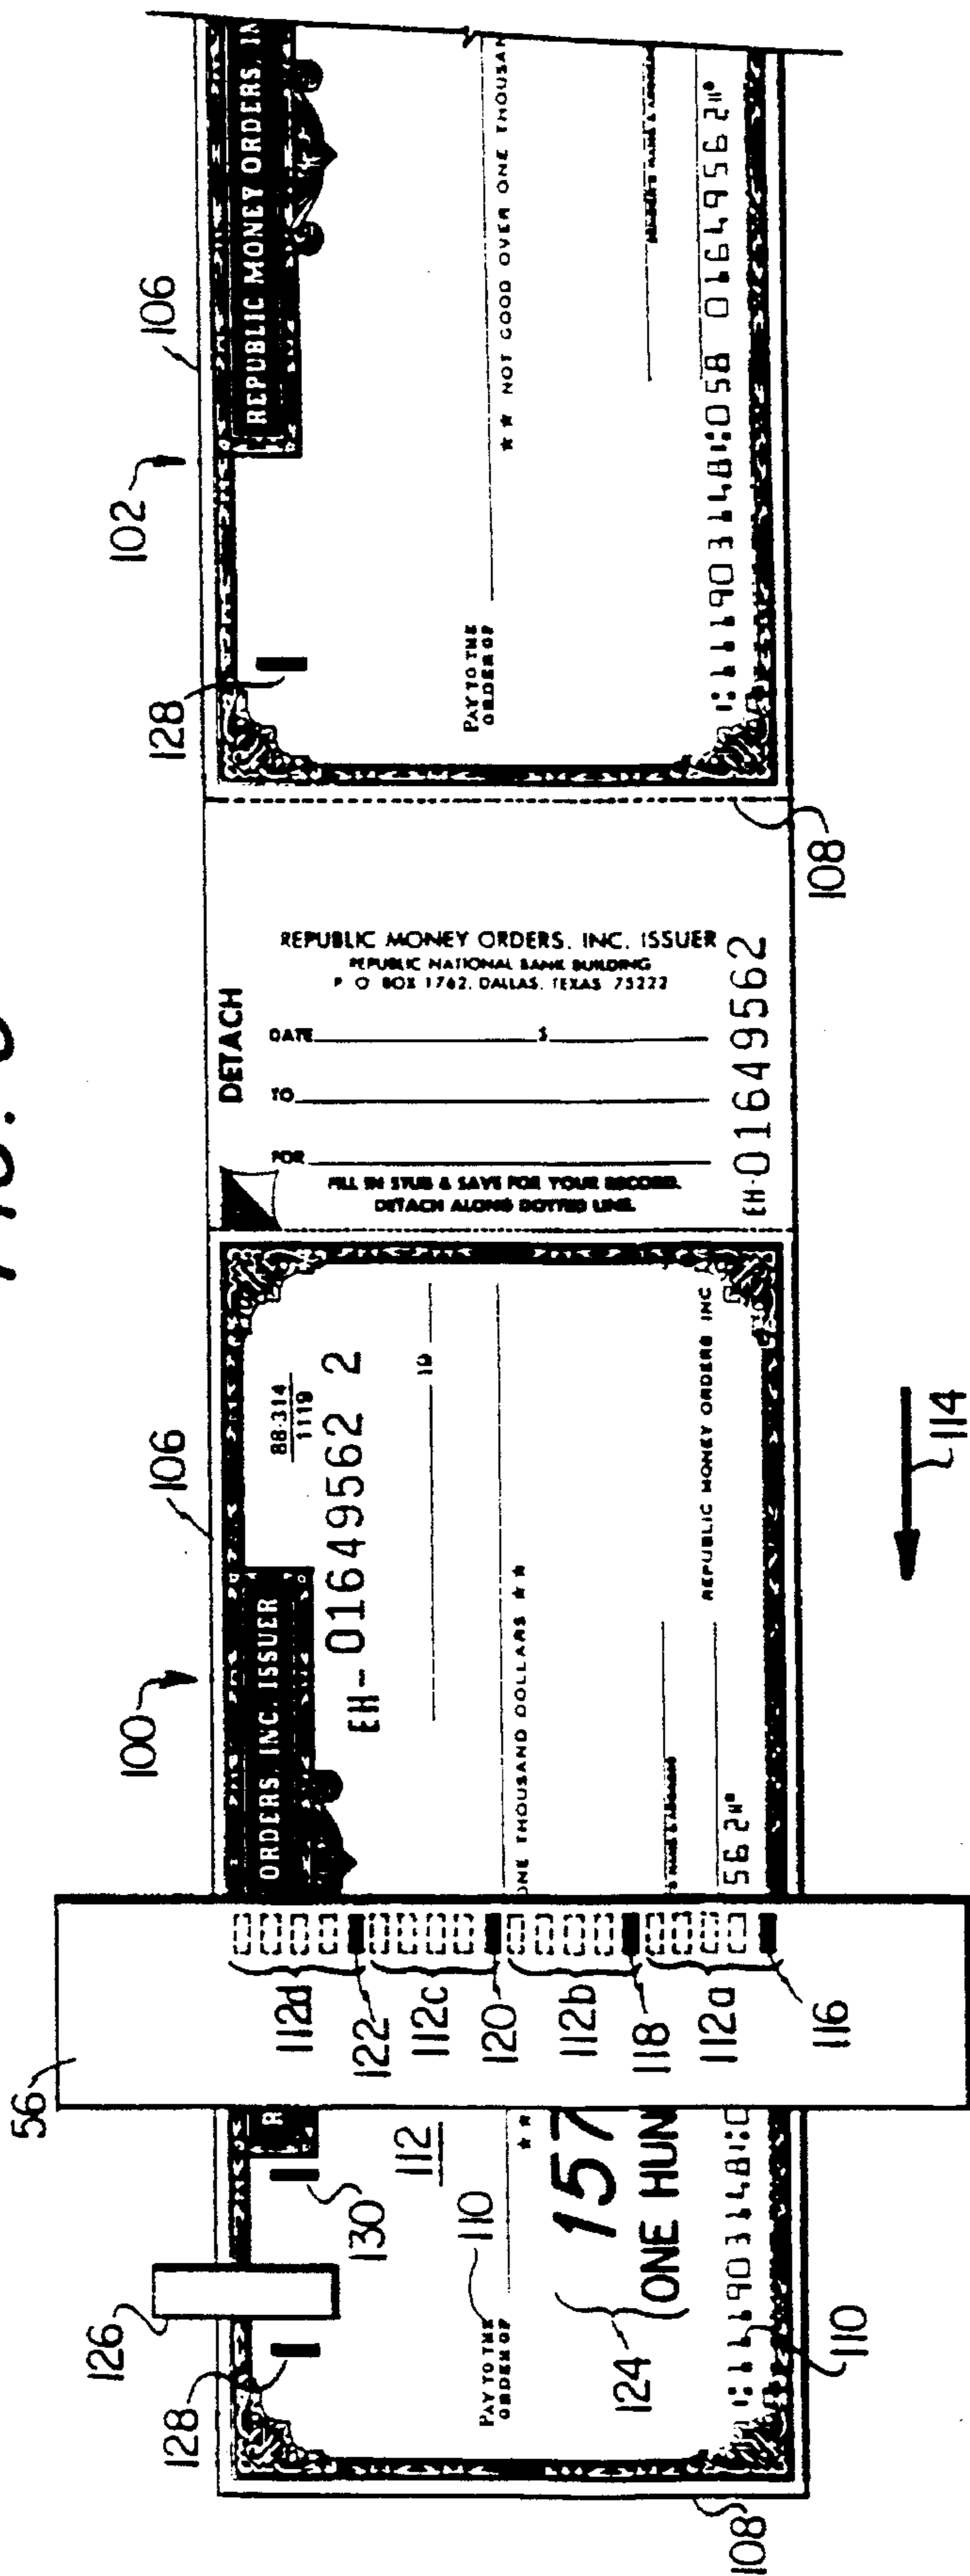 56
126
128
108
130
112
110
PAY TO THE
ORDER OF
★★
124
157
ONE HUN
110
112d
122
112c
120
112b
118
112a
116
100
106
ORDERS, INC. ISSUER
88-314
1119
EH-01649562 2
19
ONE THOUSAND DOLLARS ★★
REPUBLIC MONEY ORDERS INC
56 2⑈
114
DETACH
REPUBLIC MONEY ORDERS, INC. ISSUER
REPUBLIC NATIONAL BANK BUILDING
P O BOX 1762, DALLAS, TEXAS 75222
DATE $
TO
FOR
FILL IN STUB & SAVE FOR YOUR RECORD.
DETACH ALONG DOTTED LINE.
EH-01649562
108
102
106
128
REPUBLIC MONEY ORDERS, IN
PAY TO THE
ORDER OF
★★ NOT GOOD OVER ONE THOUSAN
⑆111903148⑆058 01649562⑈